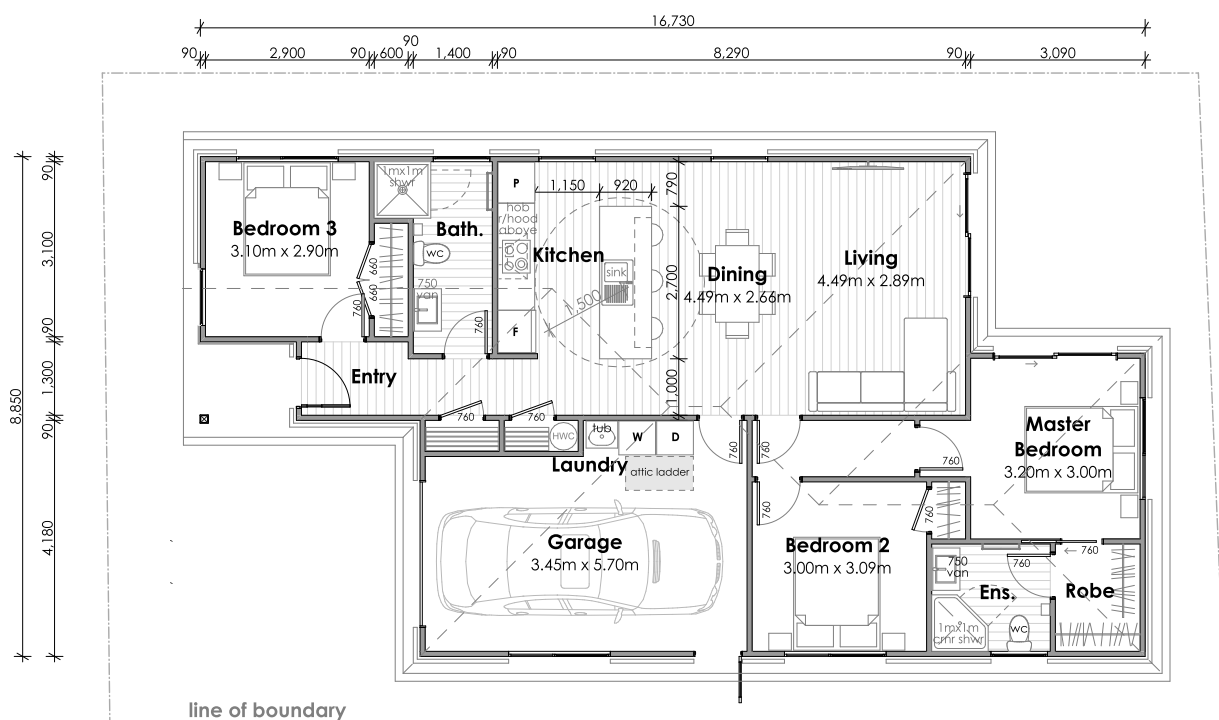 16,730
90
90 2,900 90 600 1,400 90 8,290 90 3,090
8,850
90
3,100
90
1,300
90
4,180
Bedroom 3
3.10m x 2.90m
1mx1m
shwr
Bath.
WC
750
van
660
660
760
760
P
hob
r/hood
above
F
Kitchen
1,150
920
sink
1,500
790
2,700
1,000
Dining
4.49m x 2.66m
Living
4.49m x 2.89m
Entry
760
760
HWC
tub
W
D
Laundry
attic ladder
760
760
760
Master
Bedroom
3.20m x 3.00m
Garage
3.45m x 5.70m
760
760
Bedroom 2
3.00m x 3.09m
750
van
Ens.
760
760
Robe
1mx1m
crnr shwr
WC
line of boundary